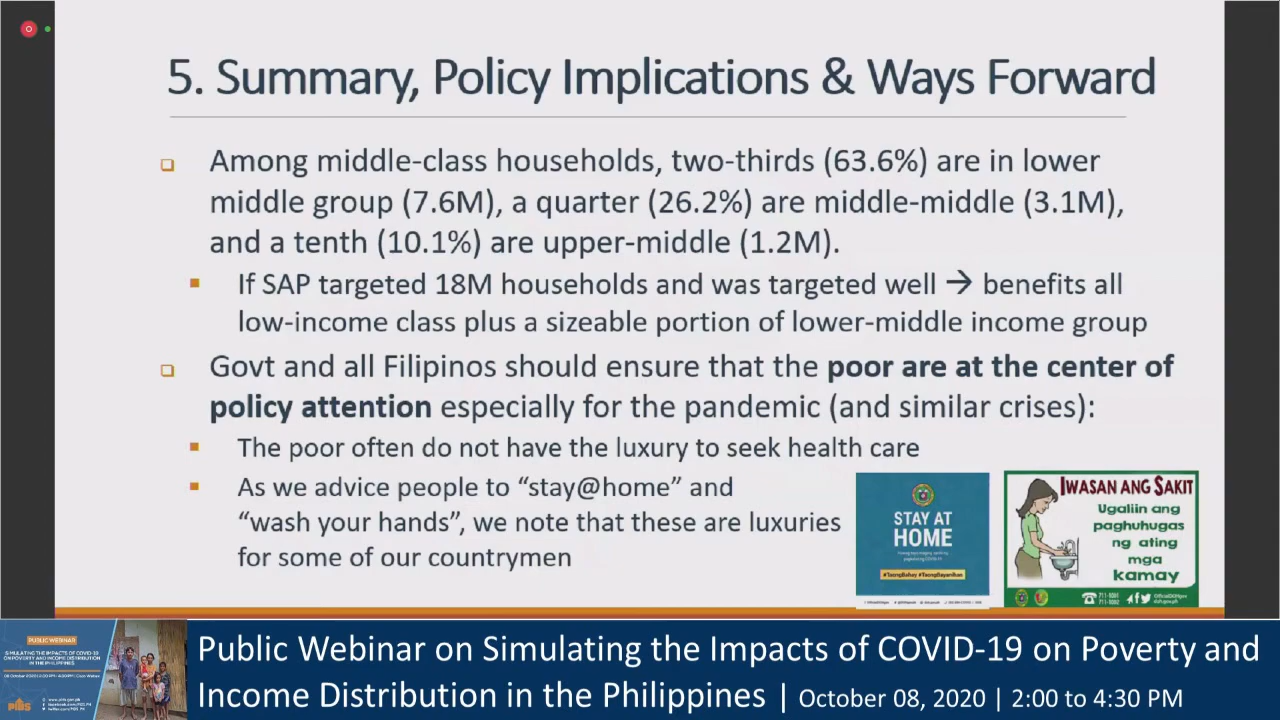 5. Summary, Policy Implications & Ways Forward
Among middle-class households, two-thirds (63.6%) are in lower
middle group (7.6M), a quarter (26.2%) are middle-middle (3.1M),
and a tenth (10.1%) are upper-middle (1.2M).
If SAP targeted 18M households and was targeted well → benefits all
low-income class plus a sizeable portion of lower-middle income group
Govt and all Filipinos should ensure that the poor are at the center of
policy attention especially for the pandemic (and similar crises):
The poor often do not have the luxury to seek health care
As we advice people to “stay@home” and
“wash your hands”, we note that these are luxuries
for some of our countrymen
STAY AT
HOME
#TaongBahay #TaongBayanihan
IWASAN ANG SAKIT
Ugaliin ang
paghuhugas
ng ating
mga
kamay
PUBLIC WEBINAR
SIMULATING THE IMPACTS OF COVID-19
ON POVERTY AND INCOME DISTRIBUTION
IN THE PHILIPPINES
Public Webinar on Simulating the Impacts of COVID-19 on Poverty and
Income Distribution in the Philippines | October 08, 2020 | 2:00 to 4:30 PM